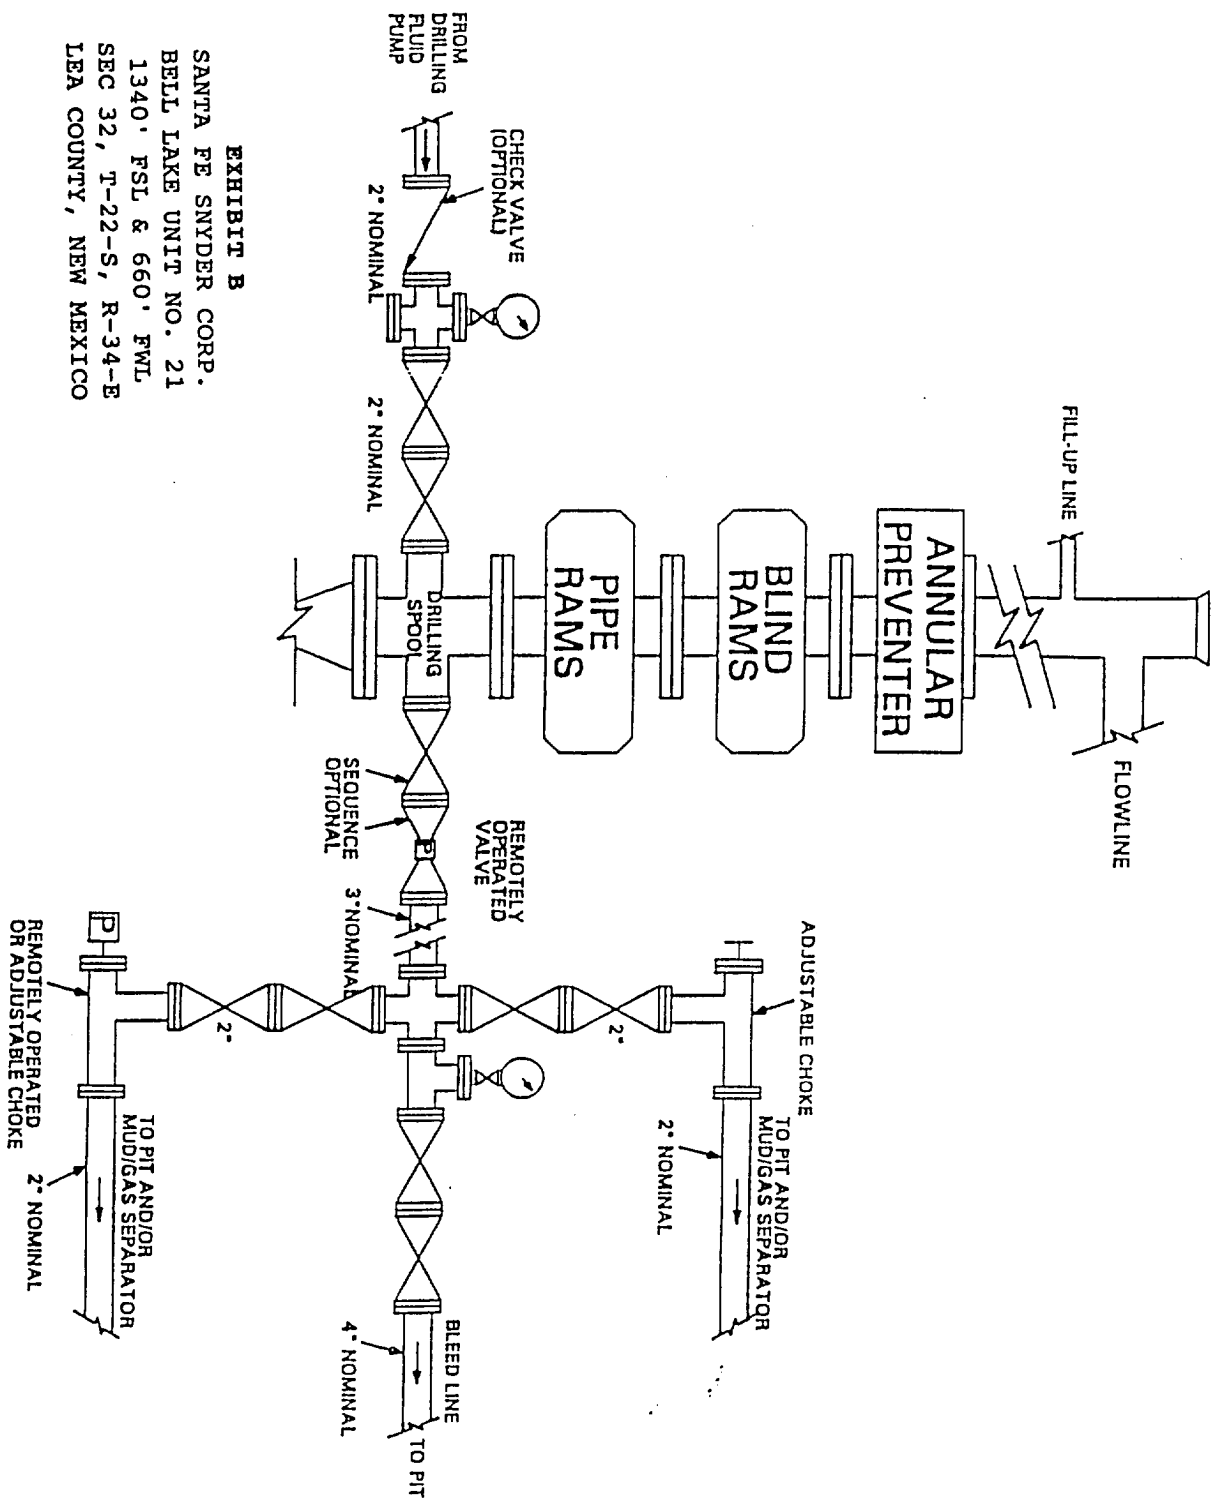 FILL-UP LINE
FLOWLINE
ANNULAR
PREVENTER
BLIND
RAMS
PIPE
RAMS
DRILLING
SPOOL
FROM
DRILLING
FLUID
PUMP
CHECK VALVE
(OPTIONAL)
2" NOMINAL
2" NOMINAL
SEQUENCE
OPTIONAL
REMOTELY
OPERATED
VALVE
P
3" NOMINAL
ADJUSTABLE CHOKE
2"
TO PIT AND/OR
MUD/GAS SEPARATOR
2" NOMINAL
BLEED LINE
TO PIT
4" NOMINAL
2"
P
REMOTELY OPERATED
OR ADJUSTABLE CHOKE
TO PIT AND/OR
MUD/GAS SEPARATOR
2" NOMINAL
EXHIBIT B
SANTA FE SNYDER CORP.
BELL LAKE UNIT NO. 21
1340' FSL & 660' FWL
SEC 32, T-22-S, R-34-E
LEA COUNTY, NEW MEXICO